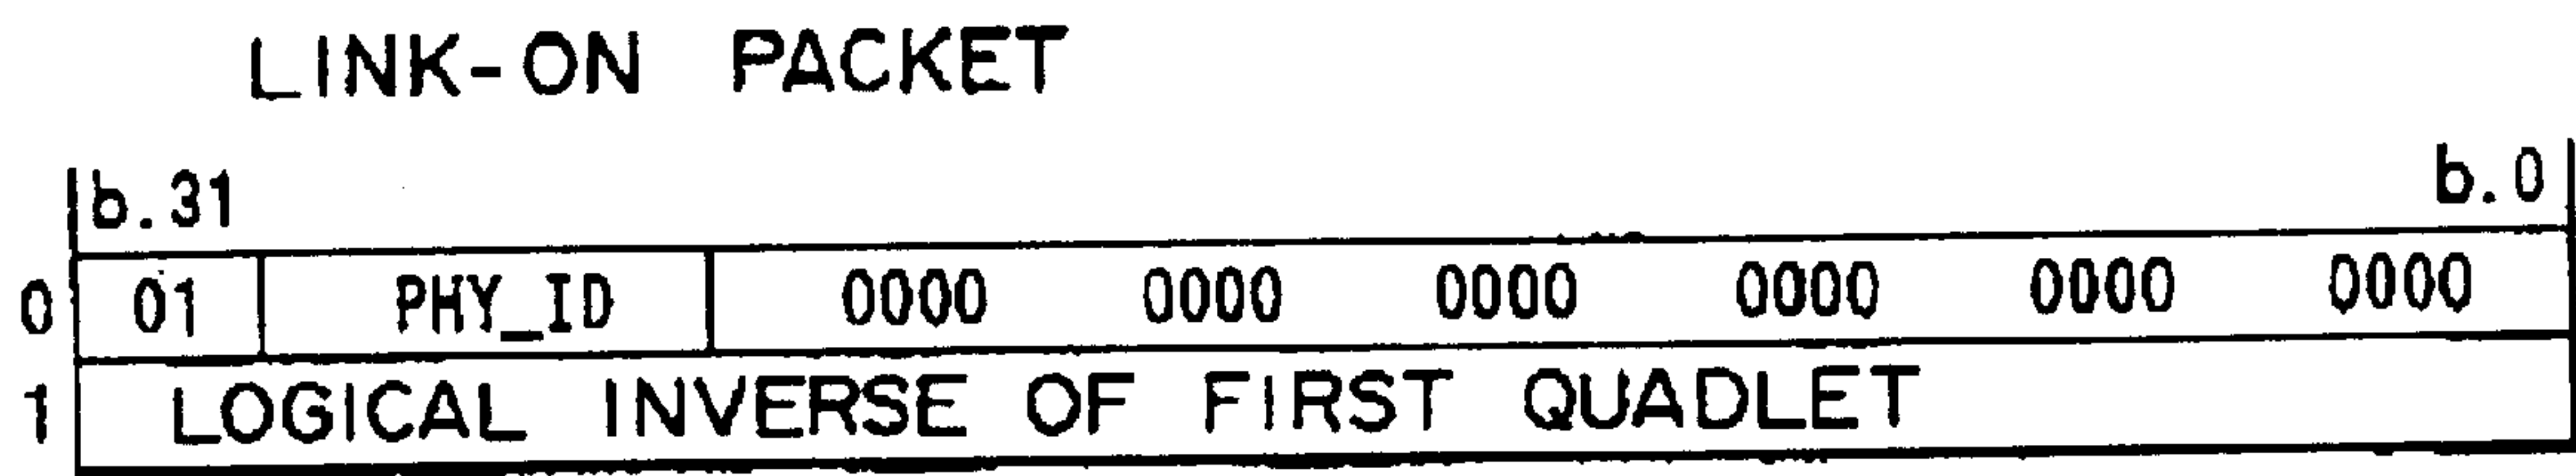 LINK-ON PACKET
b.31 b.0
0 01 PHY_ID 0000 0000 0000 0000 0000 0000
1 LOGICAL INVERSE OF FIRST QUADLET